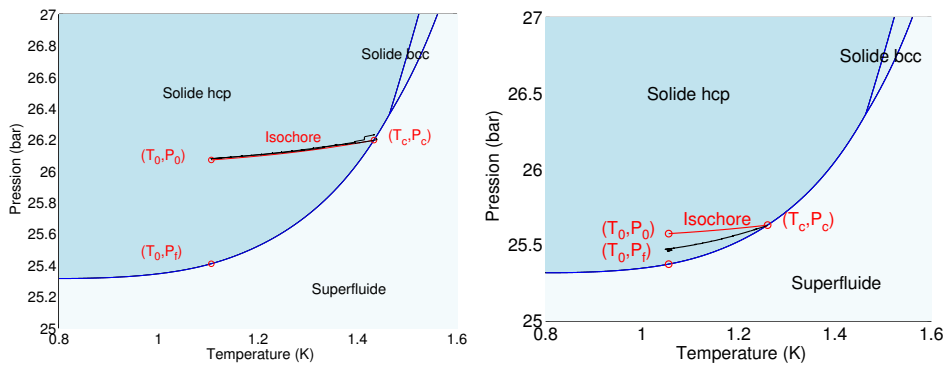 27
26.8
26.6
26.4
26.2
26
25.8
25.6
25.4
25.2
25
Pression (bar)
Solide bcc
Solide hcp
Isochore
(T0,P0)
(Tc,Pc)
(T0,Pf)
Superfluide
0.8
1
1.2
1.4
1.6
Temperature (K)
27
26.5
26
25.5
25
Pression (bar)
Solide bcc
Solide hcp
Isochore
(T0,P0)
(Tc,Pc)
(T0,Pf)
Superfluide
0.8
1
1.2
1.4
1.6
Temperature (K)